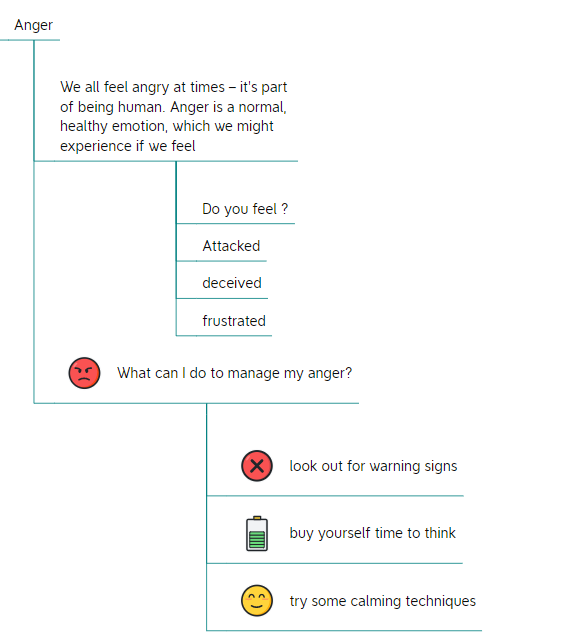 Anger
We all feel angry at times – it's part
of being human. Anger is a normal,
healthy emotion, which we might
experience if we feel
Do you feel ?
Attacked
deceived
frustrated
What can I do to manage my anger?
look out for warning signs
buy yourself time to think
try some calming techniques